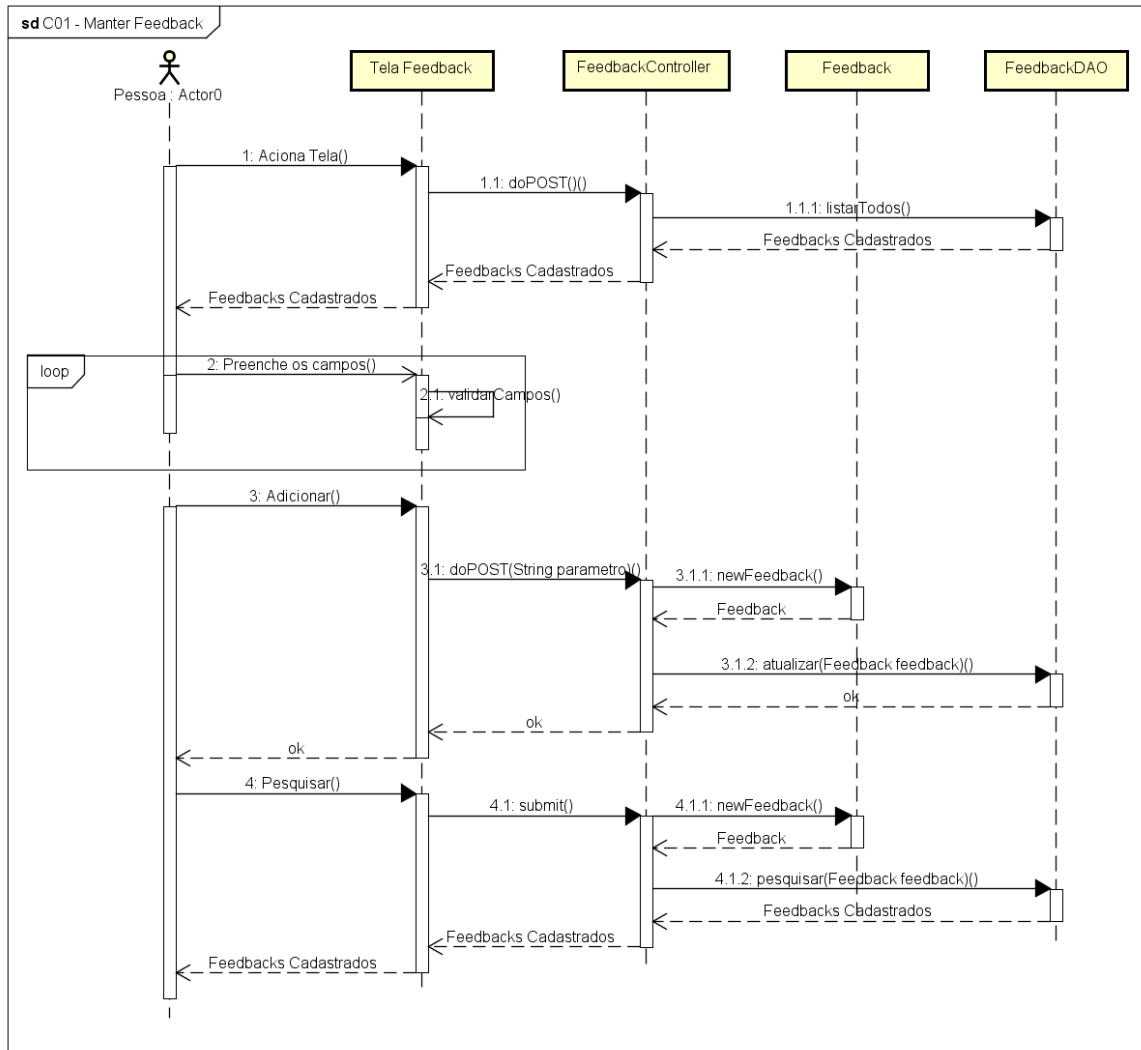 sd C01 - Manter Feedback
Pessoa : Actor0
Tela Feedback
FeedbackController
Feedback
FeedbackDAO
1: Aciona Tela()
1.1: doPOST()()
1.1.1: listarTodos()
Feedbacks Cadastrados
Feedbacks Cadastrados
Feedbacks Cadastrados
loop
2: Preenche os campos()
2.1: validarCampos()
3: Adicionar()
3.1: doPOST(String parametro)()
3.1.1: newFeedback()
Feedback
3.1.2: atualizar(Feedback feedback)()
ok
ok
ok
4: Pesquisar()
4.1: submit()
4.1.1: newFeedback()
Feedback
4.1.2: pesquisar(Feedback feedback)()
Feedbacks Cadastrados
Feedbacks Cadastrados
Feedbacks Cadastrados